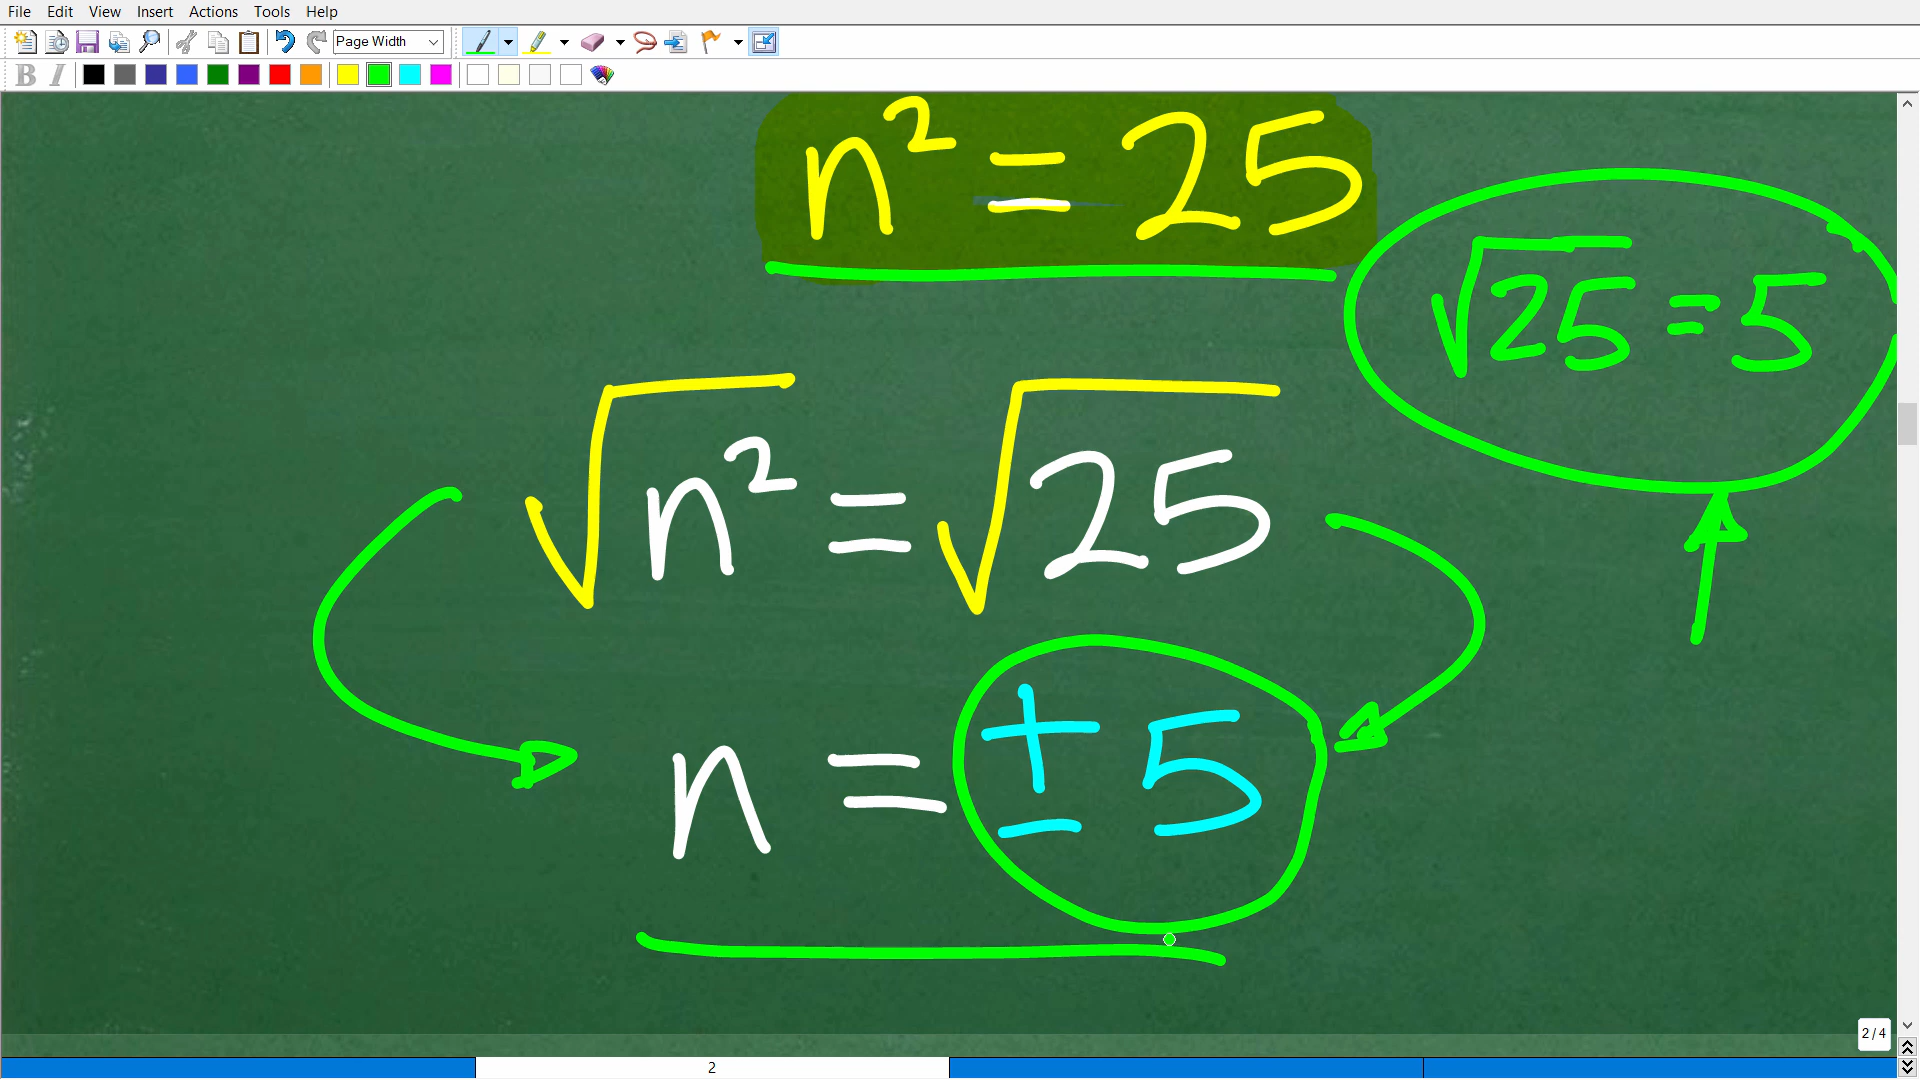 File Edit View Insert Actions Tools Help
Page Width
B I
n² = 25
√25 = 5
√n² = √25
n = ± 5
2 / 4
2